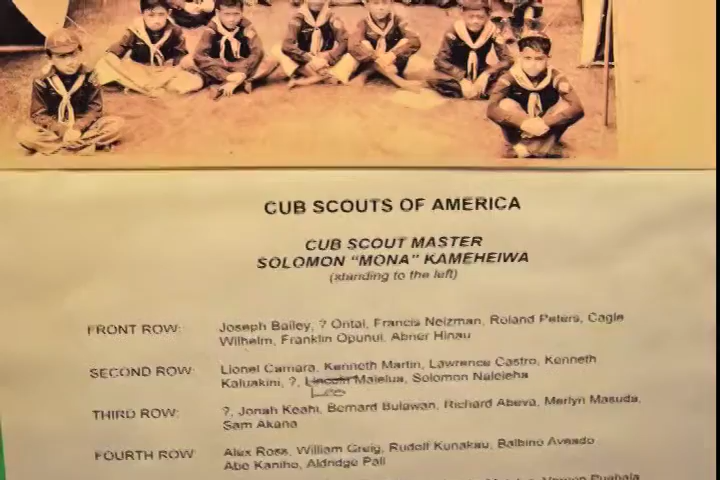 CUB SCOUTS OF AMERICA
CUB SCOUT MASTER
SOLOMON "MONA" KAMEHEIWA
(standing to the left)
FRONT ROW: Joseph Bailey, ? Ontal, Francis Neizman, Roland Peters, Cagle
Wilhelm, Franklin Opunui, Abner Hinau
SECOND ROW: Lionel Camara, Kenneth Martin, Lawrence Castro, Kenneth
Kaluakini, ?, Lincoln Maielua, Solomon Naleieha
Lee
THIRD ROW: ?, Jonah Keahi, Bernard Bulawan, Richard Abeva, Merlyn Masuda,
Sam Akana
FOURTH ROW Alex Ross, William Greig, Rudolf Kunakau, Balbino Aveado
Abe Kaniho, Aldridge Pali